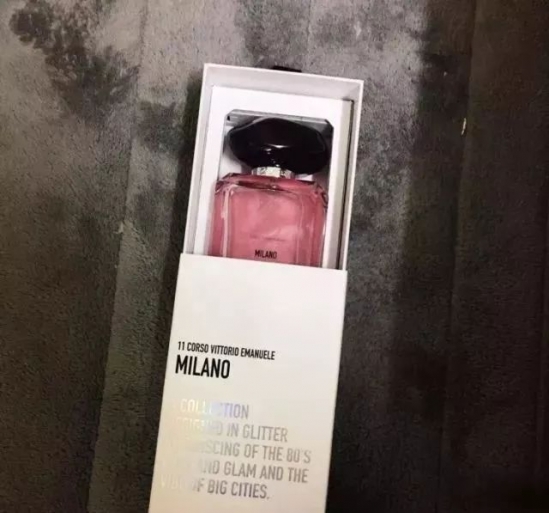 MILANO
11 CORSO VITTORIO EMANUELE
MILANO
COLLECTION
IN GLITTER
OF THE 80'S
AND GLAM AND THE
OF BIG CITIES.